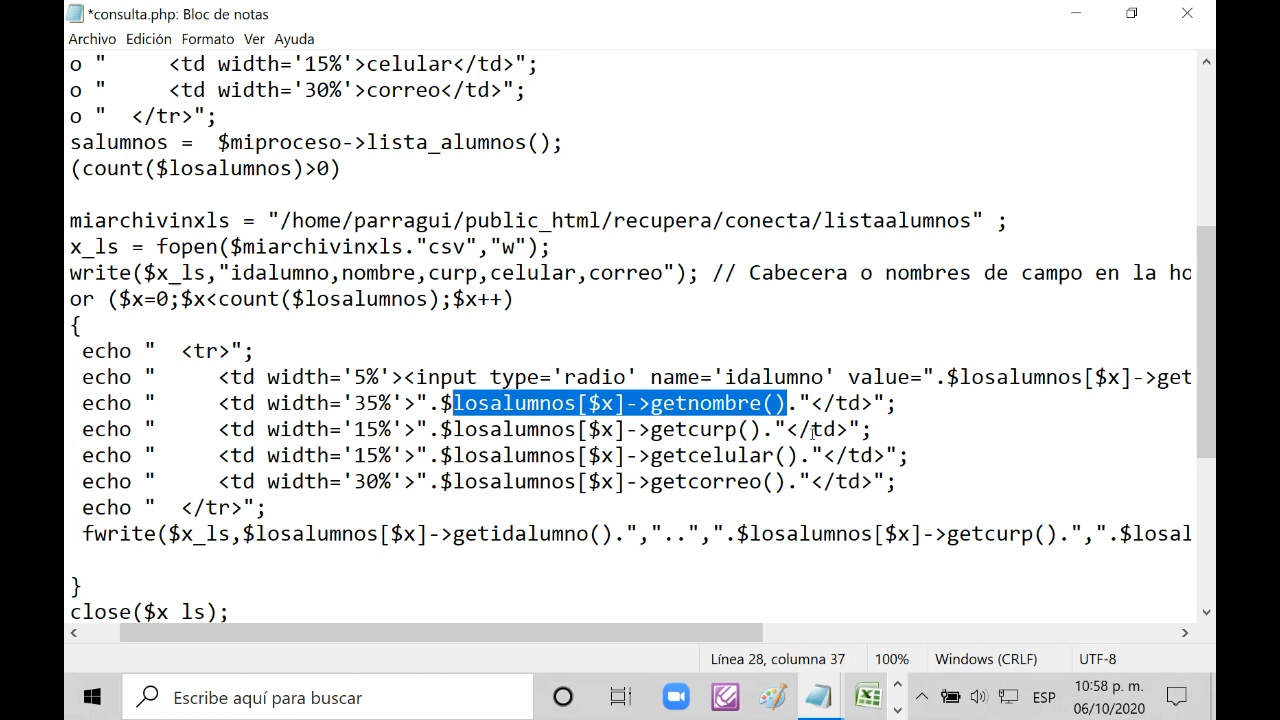 *consulta.php: Bloc de notas
Archivo Edición Formato Ver Ayuda
o "     <td width='15%'>celular</td>";
o "     <td width='30%'>correo</td>";
o "  </tr>";
salumnos =  $miproceso->lista_alumnos();
(count($losalumnos)>0)
miarchivinxls = "/home/parragui/public_html/recupera/conecta/listaalumnos" ;
x_ls = fopen($miarchivinxls."csv","w");
write($x_ls,"idalumno,nombre,curp,celular,correo"); // Cabecera o nombres de campo en la ho
or ($x=0;$x<count($losalumnos);$x++)
{
 echo "  <tr>";
 echo "     <td width='5%'><input type='radio' name='idalumno' value=".$losalumnos[$x]->get
 echo "     <td width='35%'>".$losalumnos[$x]->getnombre()."</td>";
 echo "     <td width='15%'>".$losalumnos[$x]->getcurp()."</td>";
 echo "     <td width='15%'>".$losalumnos[$x]->getcelular()."</td>";
 echo "     <td width='30%'>".$losalumnos[$x]->getcorreo()."</td>";
 echo "  </tr>";
 fwrite($x_ls,$losalumnos[$x]->getidalumno().",".."‚".$losalumnos[$x]->getcurp().",".$losal
}
close($x ls);
Línea 28, columna 37 100% Windows (CRLF) UTF-8
Escribe aquí para buscar
ESP
10:58 p. m.
06/10/2020